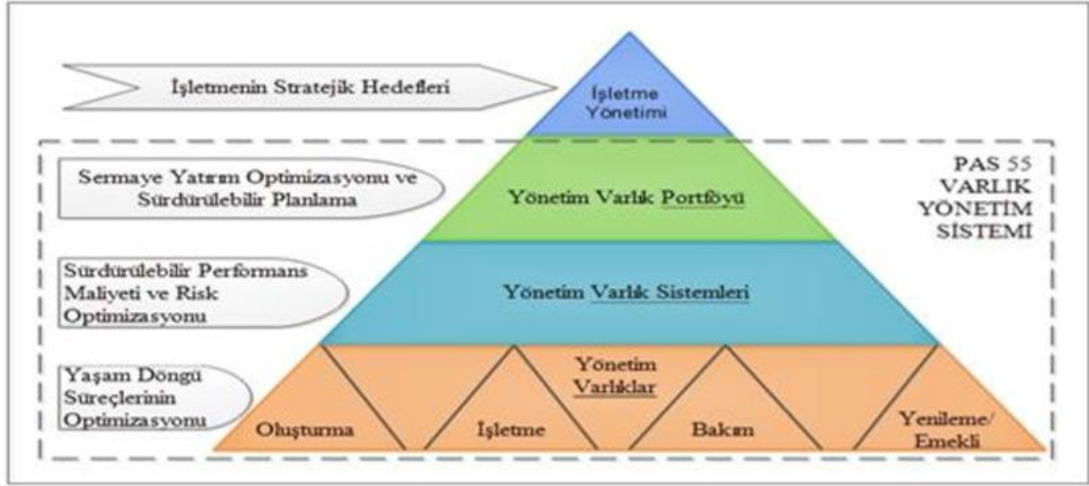 İşletmenin Stratejik Hedefleri
İşletme
Yönetimi
Sermaye Yatırım Optimizasyonu ve
Sürdürülebilir Planlama
Yönetim Varlık Portföyü
PAS 55
VARLIK
YÖNETİM
SİSTEMİ
Sürdürülebilir Performans
Maliyeti ve Risk
Optimizasyonu
Yönetim Varlık Sistemleri
Yaşam Döngü
Süreçlerinin
Optimizasyonu
Yönetim
Varlıklar
Oluşturma
İşletme
Bakım
Yenileme/
Emekli